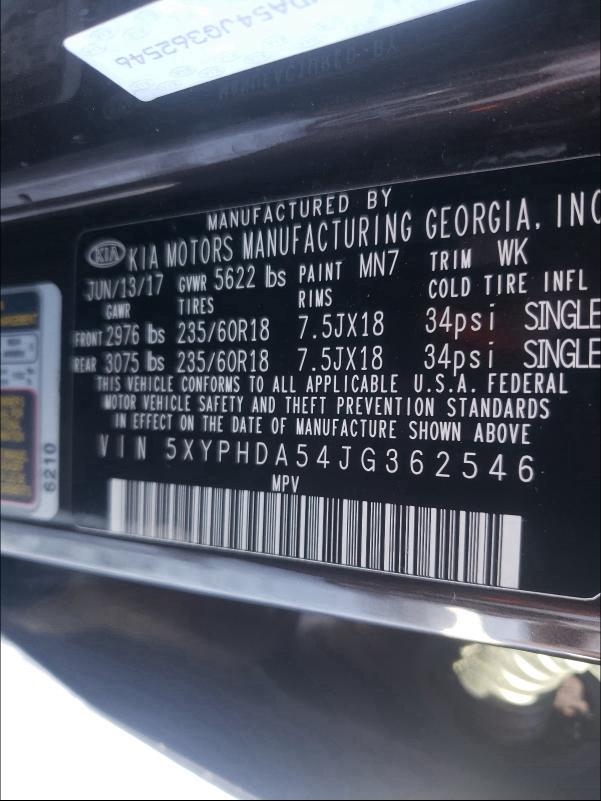 DA54JG362546
MANUFACTURED BY
KIA KIA MOTORS MANUFACTURING GEORGIA, INC
JUN/13/17 GVWR 5622 lbs PAINT MN7 TRIM WK
GAWR TIRES RIMS COLD TIRE INFL
FRONT 2976 lbs 235/60R18 7.5JX18 34psi SINGLE
REAR 3075 lbs 235/60R18 7.5JX18 34psi SINGLE
THIS VEHICLE CONFORMS TO ALL APPLICABLE U.S.A. FEDERAL
MOTOR VEHICLE SAFETY AND THEFT PREVENTION STANDARDS
IN EFFECT ON THE DATE OF MANUFACTURE SHOWN ABOVE
VIN 5XYPHDA54JG362546
MPV
6210